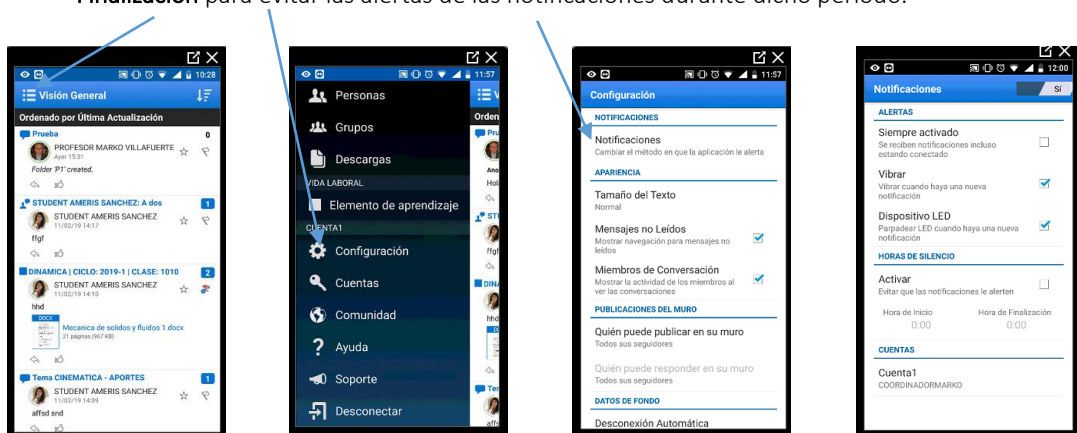 Finalización para evitar las alertas de las notificaciones durante dicho periodo.
10:28
Visión General
Ordenado por Última Actualización
Prueba
0
PROFESOR MARKO VILLAFUERTE
Ayer 15:31
Folder 'P1' created.
STUDENT AMERIS SANCHEZ: A dos
1
STUDENT AMERIS SANCHEZ
11/02/19 14:17
ffgf
DINAMICA | CICLO: 2019-1 | CLASE: 1010
2
STUDENT AMERIS SANCHEZ
11/02/19 14:10
hhd
DOCX
Mecanica de solidos y fluidos 1.docx
21 páginas (967 KB)
Tema CINEMATICA - APORTES
1
STUDENT AMERIS SANCHEZ
11/02/19 14:09
affsd snd
11:57
Personas
Grupos
Descargas
VIDA LABORAL
Elemento de aprendizaje
CUENTA1
Configuración
Cuentas
Comunidad
Ayuda
Soporte
Desconectar
V
Orden
Pru
Ano
Hol
STU
ffgf
DINA
hhd
Ter
affs
11:57
Configuración
NOTIFICACIONES
Notificaciones
Cambiar el método en que la aplicación le alerta
APARIENCIA
Tamaño del Texto
Normal
Mensajes no Leídos
Mostrar navegación para mensajes no
leídos
Miembros de Conversación
Mostrar la actividad de los miembros al
ver las conversaciones
PUBLICACIONES DEL MURO
Quién puede publicar en su muro
Todos sus seguidores
Quién puede responder en su muro
Todos sus seguidores
DATOS DE FONDO
Desconexión Automática
12:00
Notificaciones
SÍ
ALERTAS
Siempre activado
Se reciben notificaciones incluso
estando conectado
Vibrar
Vibrar cuando haya una nueva
notificación
Dispositivo LED
Parpadear LED cuando haya una nueva
notificación
HORAS DE SILENCIO
Activar
Evitar que las notificaciones le alerten
Hora de Inicio
Hora de Finalización
0:00
0:00
CUENTAS
Cuenta1
COORDINADORMARKO